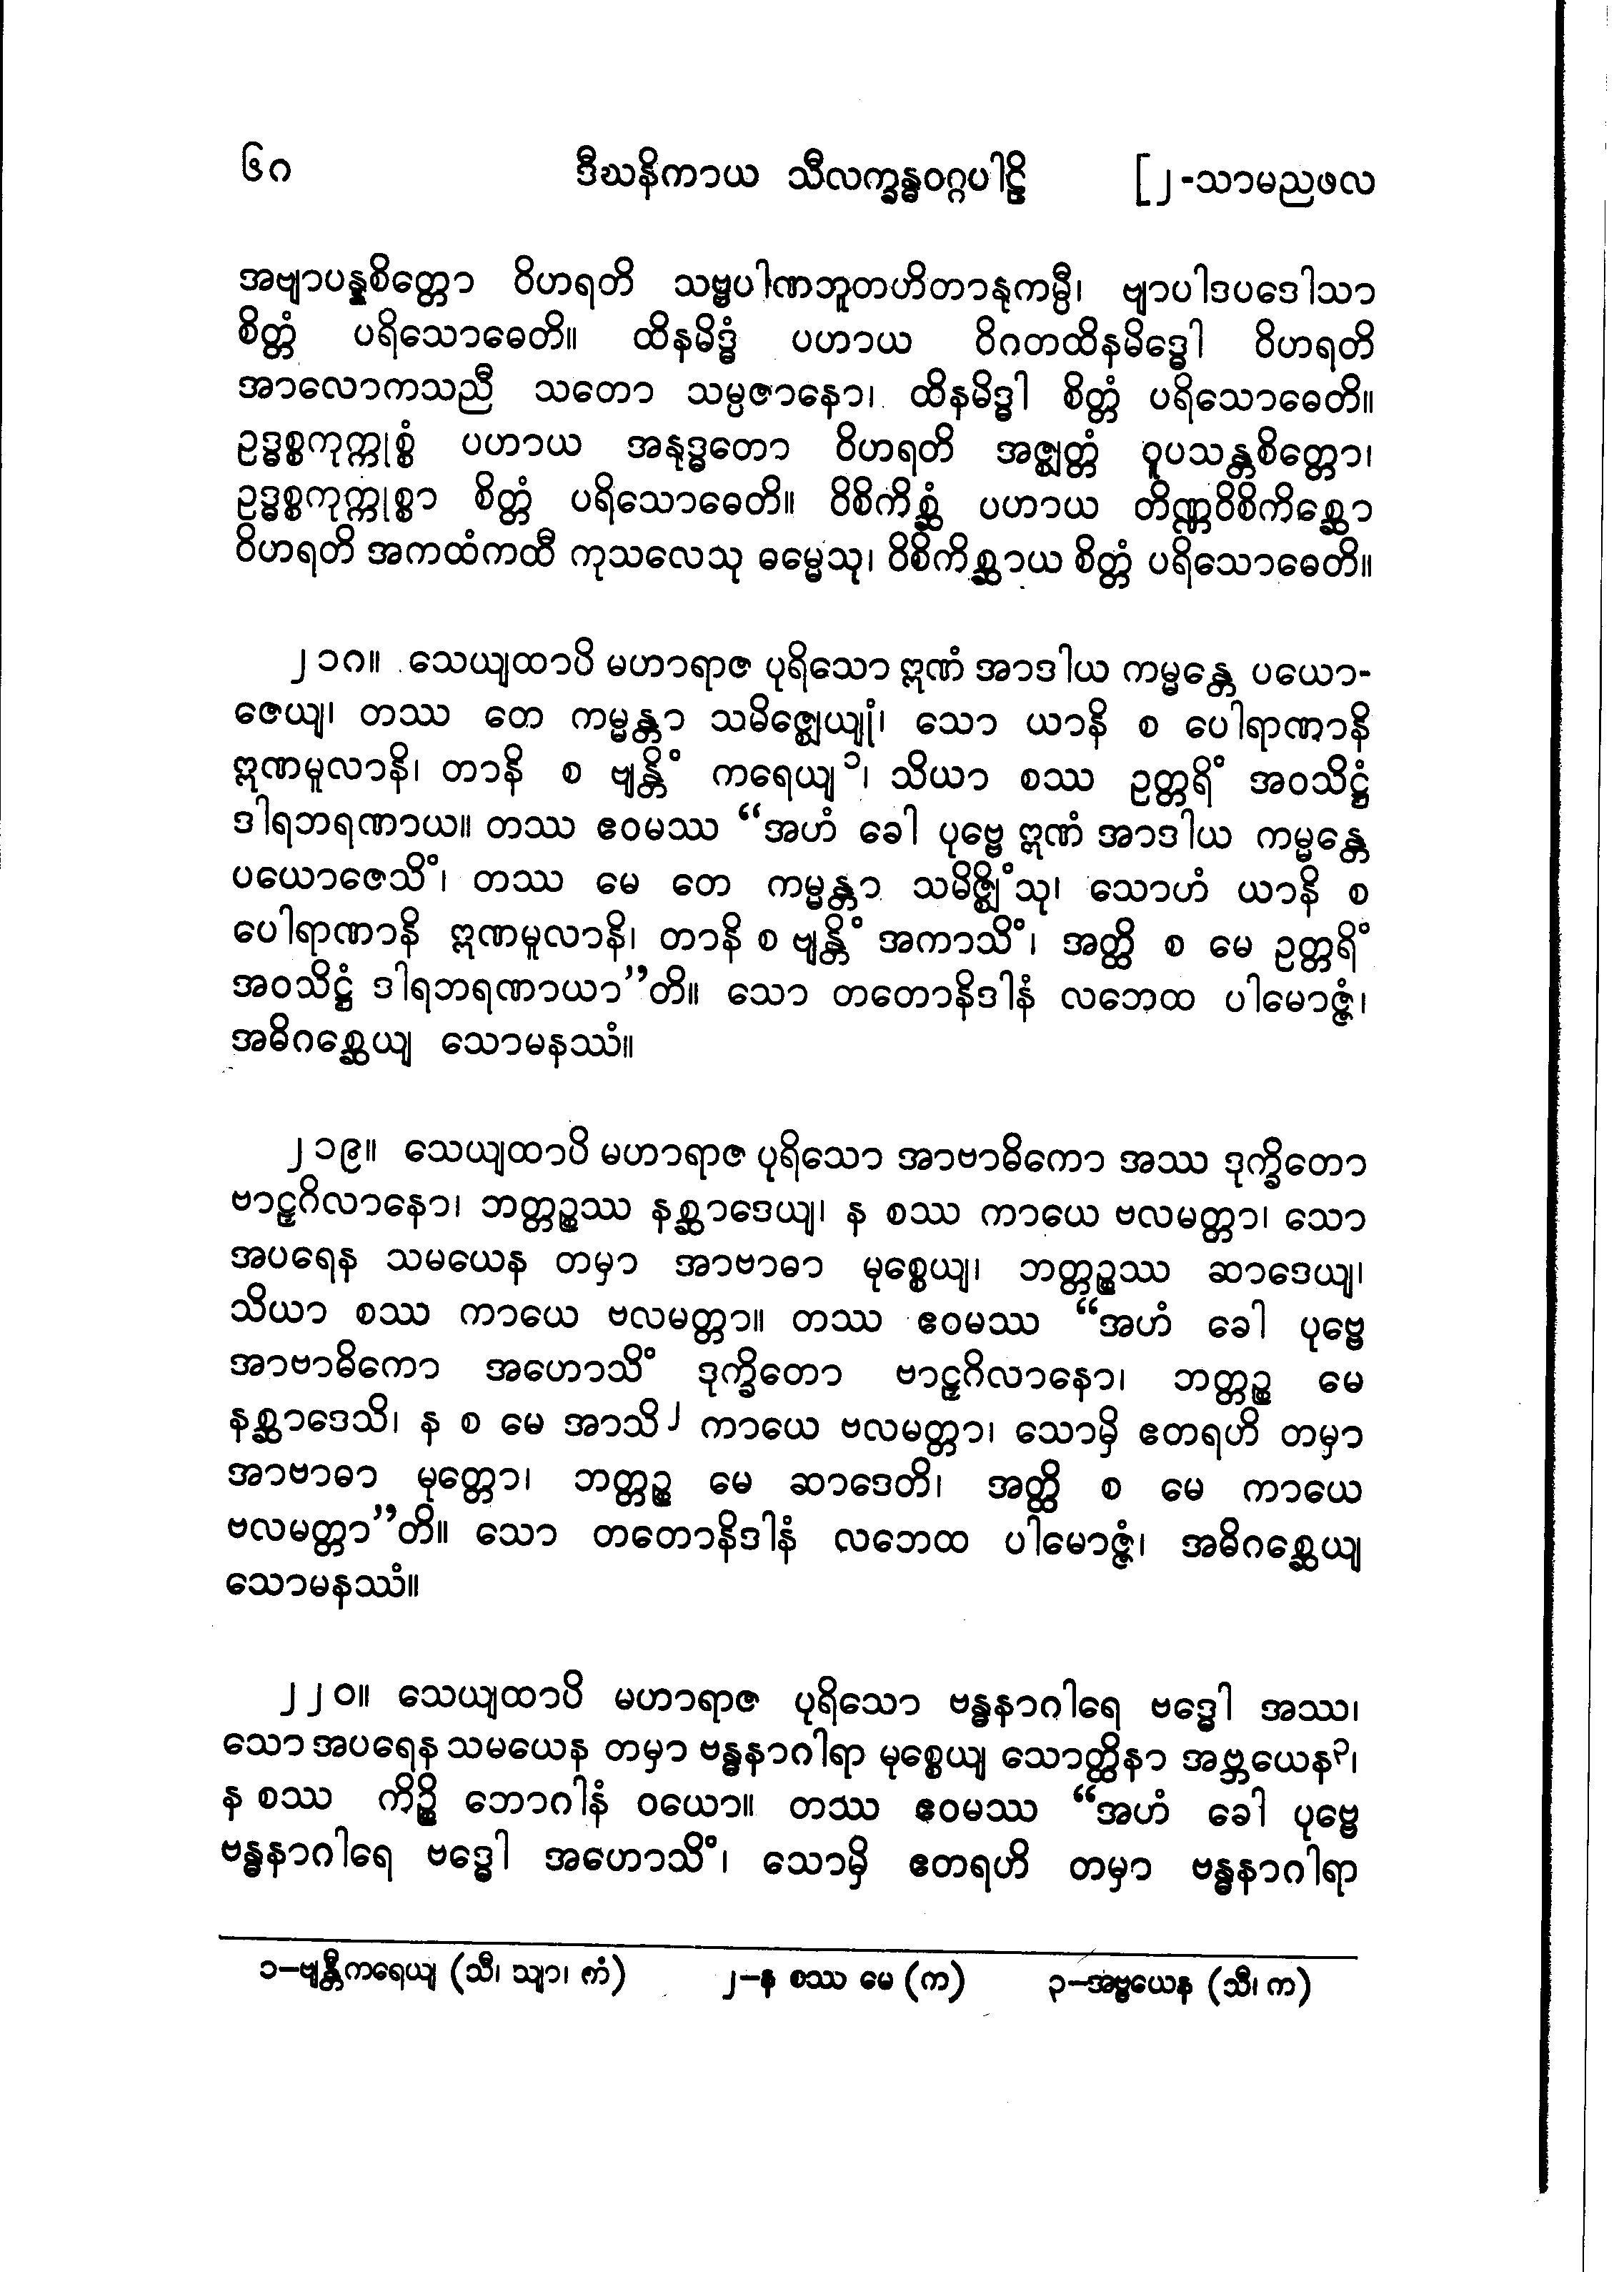 ၆ဂ ဒီဃနိကာယ သီလက္ခန္ဓဝဂ္ဂပါဠိ [၂-သာမညဖလ
အဗျာပန္နစိတ္တော ဝိဟရတိ သဗ္ဗပါဏဘူတဟိတာနုကမ္ပီ၊ ဗျာပါဒပဒေါသာ
စိတ္တံ ပရိသောဓေတိ။ ထိနမိဒ္ဓံ ပဟာယ ဝိဂတထိနမိဒ္ဓေါ ဝိဟရတိ
အာလောကသညီ သတော သမ္ပဇာနော၊ ထိနမိဒ္ဓါ စိတ္တံ ပရိသောဓေတိ။
ဥဒ္ဓစ္စကုက္ကုစ္စံ ပဟာယ အနုဒ္ဓတော ဝိဟရတိ အဇ္ဈတ္တံ ဝူပသန္တစိတ္တော၊
ဥဒ္ဓစ္စကုက္ကုစ္စာ စိတ္တံ ပရိသောဓေတိ။ ဝိစိကိစ္ဆံ ပဟာယ တိဏ္ဏဝိစိကိစ္ဆော
ဝိဟရတိ အကထံကထီ ကုသလေသု ဓမ္မေသု၊ ဝိစိကိစ္ဆာယ စိတ္တံ ပရိသောဓေတိ။
၂၁ဂ။ သေယျထာပိ မဟာရာဇ ပုရိသော ဣဏံ အာဒါယ ကမ္မန္တေ ပယော-
ဇေယျ၊ တဿ တေ ကမ္မန္တာ သမိဇ္ဈေယျုံ၊ သော ယာနိ စ ပေါရာဏာနိ
ဣဏမူလာနိ၊ တာနိ စ ဗျန္တိံ ကရေယျ၁၊ သိယာ စဿ ဥတ္တရိံ အဝသိဋ္ဌံ
ဒါရဘရဏာယ။ တဿ ဧဝမဿ “အဟံ ခေါ ပုဗ္ဗေ ဣဏံ အာဒါယ ကမ္မန္တေ
ပယောဇေသိံ၊ တဿ မေ တေ ကမ္မန္တာ သမိဇ္ဈိံသု၊ သောဟံ ယာနိ စ
ပေါရာဏာနိ ဣဏမူလာနိ၊ တာနိ စ ဗျန္တိံ အကာသိံ၊ အတ္ထိ စ မေ ဥတ္တရိံ
အဝသိဋ္ဌံ ဒါရဘရဏာယာ”တိ။ သော တတောနိဒါနံ လဘေထ ပါမောဇ္ဇံ၊
အဓိဂစ္ဆေယျ သောမနဿံ။
၂၁၉။ သေယျထာပိ မဟာရာဇ ပုရိသော အာဗာဓိကော အဿ ဒုက္ခိတော
ဗာဠှဂိလာနော၊ ဘတ္တဉ္စဿ နစ္ဆာဒေယျ၊ န စဿ ကာယေ ဗလမတ္တာ၊ သော
အပရေန သမယေန တမှာ အာဗာဓာ မုစ္စေယျ၊ ဘတ္တဉ္စဿ ဆာဒေယျ၊
သိယာ စဿ ကာယေ ဗလမတ္တာ။ တဿ ဧဝမဿ “အဟံ ခေါ ပုဗ္ဗေ
အာဗာဓိကော အဟောသိံ ဒုက္ခိတော ဗာဠှဂိလာနော၊ ဘတ္တဉ္စ မေ
နစ္ဆာဒေသိ၊ န စ မေ အာသိ၂ ကာယေ ဗလမတ္တာ၊ သောမှိ ဧတရဟိ တမှာ
အာဗာဓာ မုတ္တော၊ ဘတ္တဉ္စ မေ ဆာဒေတိ၊ အတ္ထိ စ မေ ကာယေ
ဗလမတ္တာ”တိ။ သော တတောနိဒါနံ လဘေထ ပါမောဇ္ဇံ၊ အဓိဂစ္ဆေယျ
သောမနဿံ။
၂၂၀။ သေယျထာပိ မဟာရာဇ ပုရိသော ဗန္ဓနာဂါရေ ဗဒ္ဓေါ အဿ၊
သော အပရေန သမယေန တမှာ ဗန္ဓနာဂါရာ မုစ္စေယျ သောတ္ထိနာ အဗ္ဘယေန၃၊
န စဿ ကိဉ္စိ ဘောဂါနံ ဝယော။ တဿ ဧဝမဿ “အဟံ ခေါ ပုဗ္ဗေ
ဗန္ဓနာဂါရေ ဗဒ္ဓေါ အဟောသိံ၊ သောမှိ ဧတရဟိ တမှာ ဗန္ဓနာဂါရာ
၁–ဗျန္တီကရေယျ (သီ၊ သျာ၊ ကံ) ၂–န စဿ မေ (က) ၃–အဗ္ဗယေန (သီ၊ က)